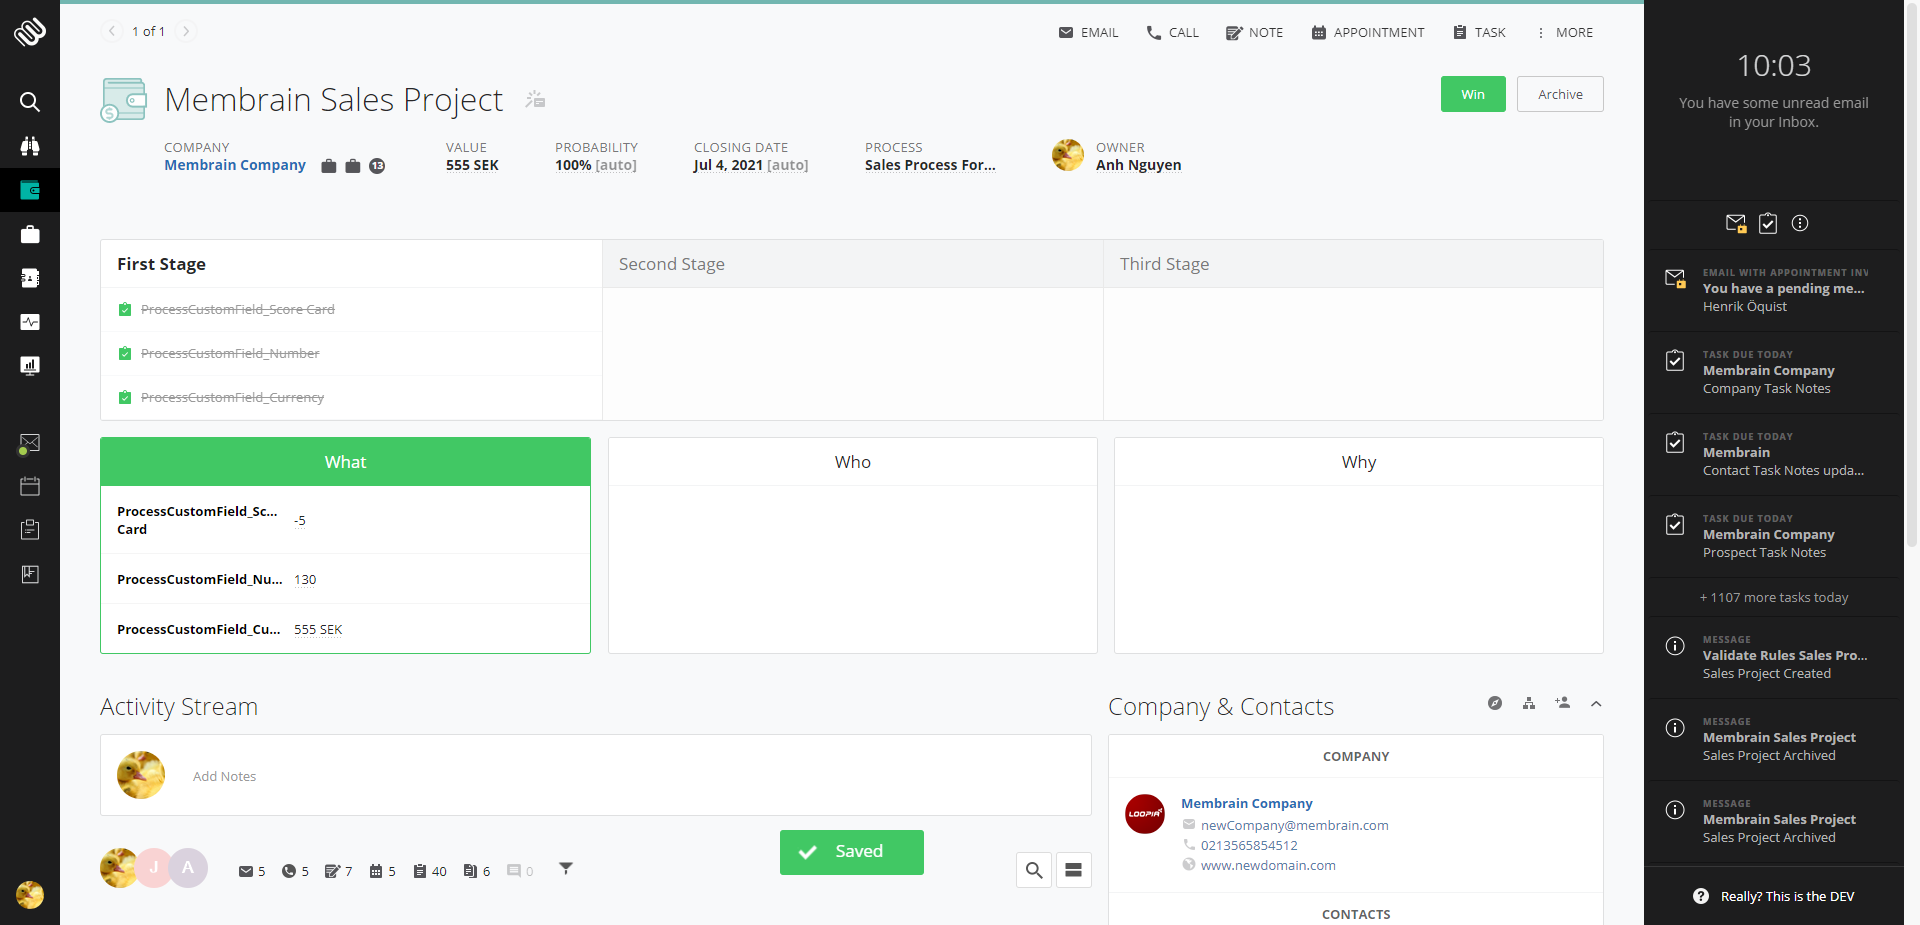 1 of 1
EMAIL
CALL
NOTE
APPOINTMENT
TASK
MORE
Membrain Sales Project
Win
Archive
COMPANY
Membrain Company
13
VALUE
555 SEK
PROBABILITY
100% [auto]
CLOSING DATE
Jul 4, 2021 [auto]
PROCESS
Sales Process For...
OWNER
Anh Nguyen
First Stage
Second Stage
Third Stage
ProcessCustomField_Score Card
ProcessCustomField_Number
ProcessCustomField_Currency
What
Who
Why
ProcessCustomField_Sc...
Card
-5
ProcessCustomField_Nu...
130
ProcessCustomField_Cu...
555 SEK
Activity Stream
Add Notes
J
A
5
5
7
5
40
6
0
Saved
Company & Contacts
COMPANY
LOOPIA
Membrain Company
newCompany@membrain.com
0213565854512
www.newdomain.com
CONTACTS
10:03
You have some unread email
in your Inbox.
EMAIL WITH APPOINTMENT INV
You have a pending me...
Henrik Öquist
TASK DUE TODAY
Membrain Company
Company Task Notes
TASK DUE TODAY
Membrain
Contact Task Notes upda...
TASK DUE TODAY
Membrain Company
Prospect Task Notes
+ 1107 more tasks today
MESSAGE
Validate Rules Sales Pro...
Sales Project Created
MESSAGE
Membrain Sales Project
Sales Project Archived
MESSAGE
Membrain Sales Project
Sales Project Archived
Really? This is the DEV